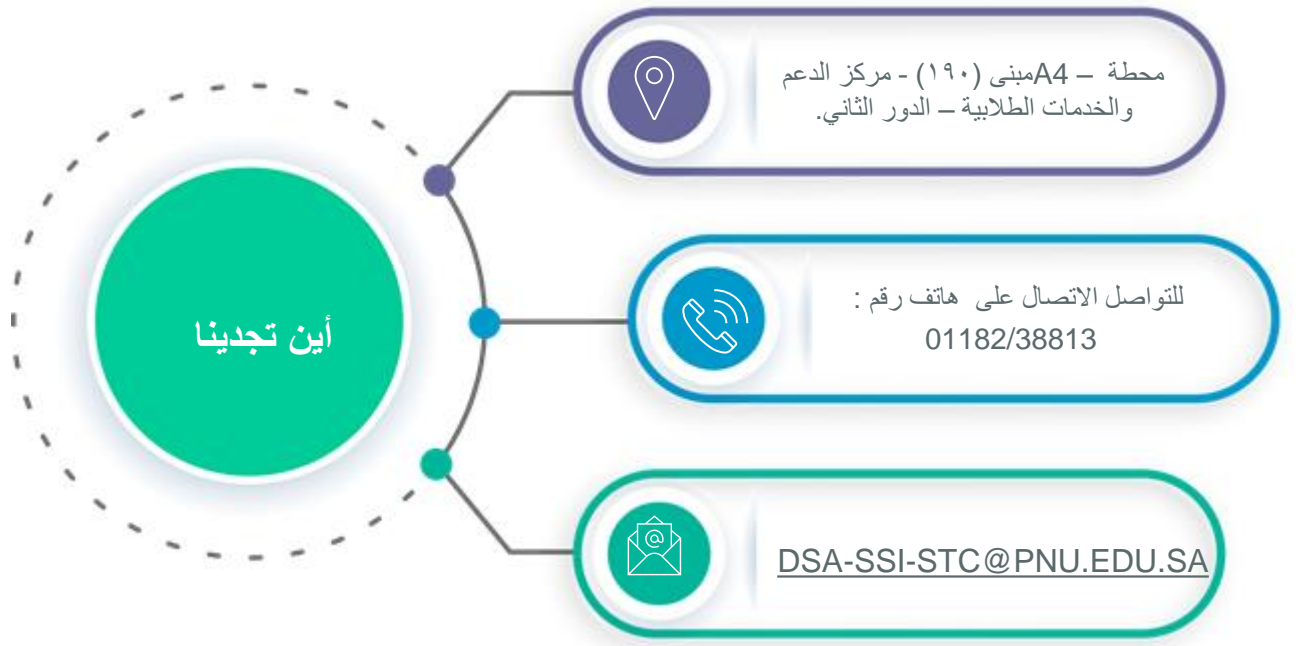 أين تجدينا
محطة – A4مبنى (١٩٠) - مركز الدعم
والخدمات الطلابية – الدور الثاني.
للتواصل الاتصال على هاتف رقم :
01182/38813
DSA-SSI-STC@PNU.EDU.SA